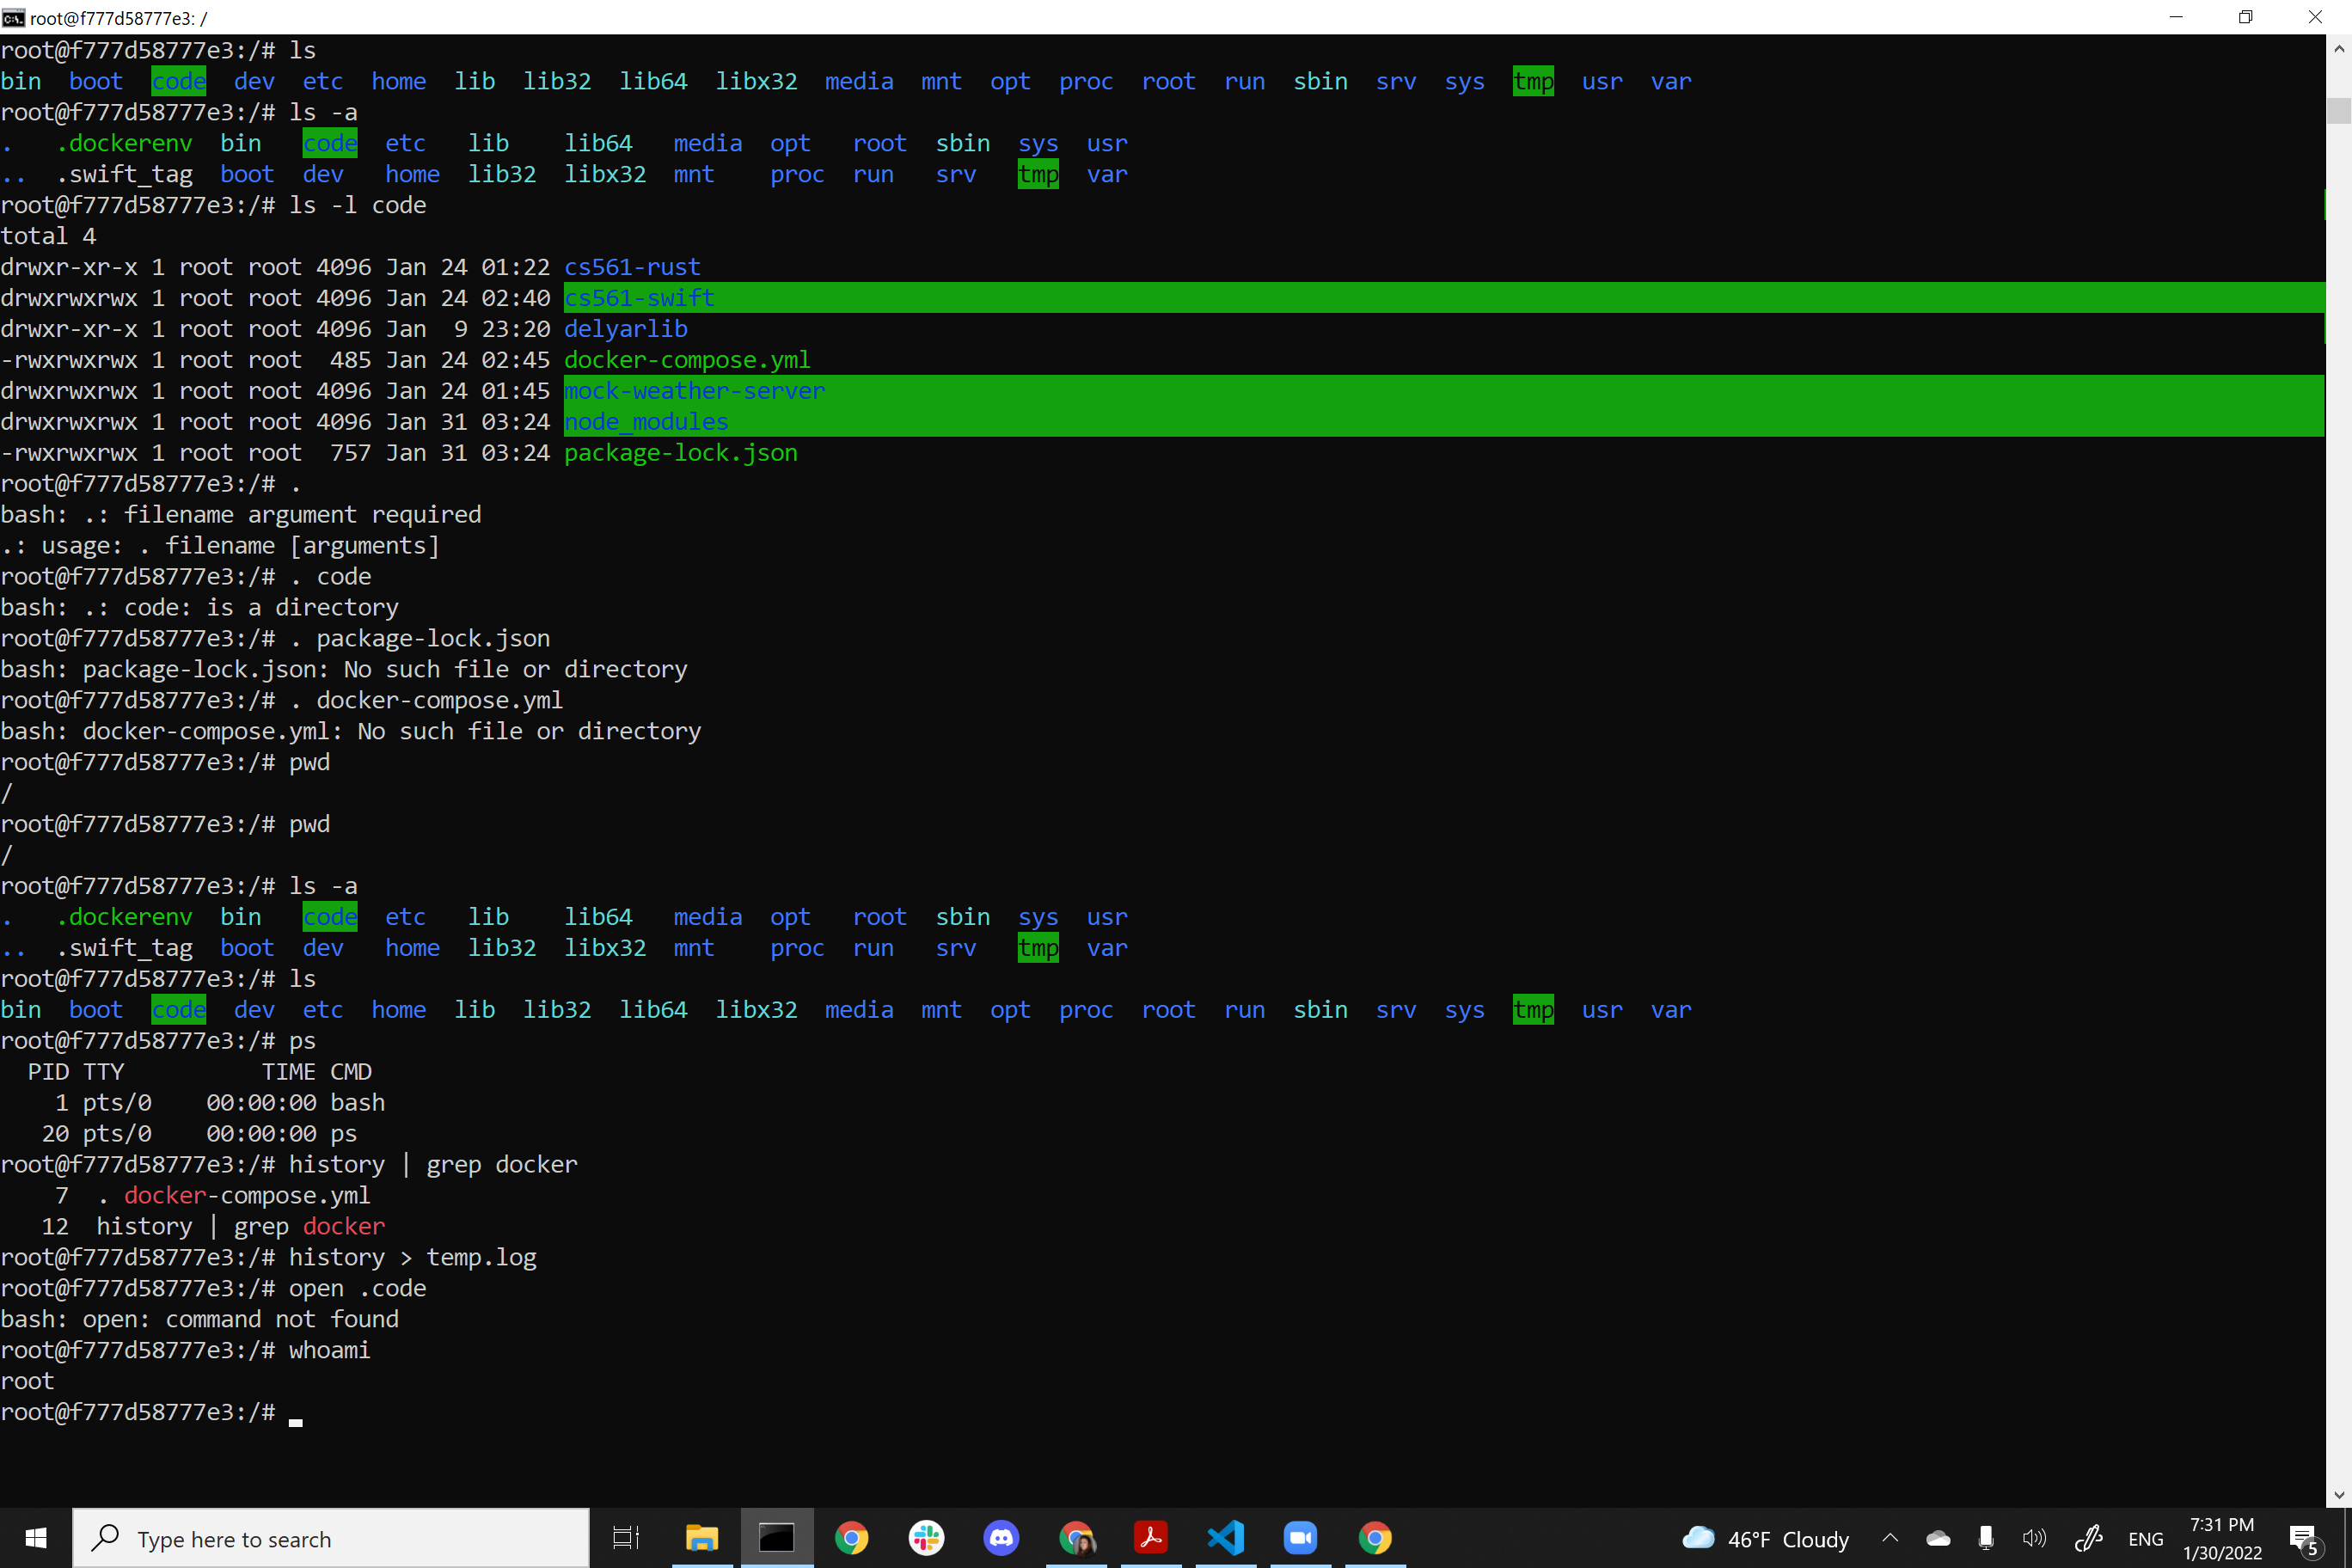 root@f777d58777e3: /
root@f777d58777e3:/# ls
bin  boot  code  dev  etc  home  lib  lib32  lib64  libx32  media  mnt  opt  proc  root  run  sbin  srv  sys  tmp  usr  var
root@f777d58777e3:/# ls -a
.   .dockerenv  bin   code  etc   lib    lib64   media  opt   root  sbin  sys  usr
..  .swift_tag  boot  dev   home  lib32  libx32  mnt    proc  run   srv   tmp  var
root@f777d58777e3:/# ls -l code
total 4
drwxr-xr-x 1 root root 4096 Jan 24 01:22 cs561-rust
drwxrwxrwx 1 root root 4096 Jan 24 02:40 cs561-swift
drwxr-xr-x 1 root root 4096 Jan  9 23:20 delyarlib
-rwxrwxrwx 1 root root  485 Jan 24 02:45 docker-compose.yml
drwxrwxrwx 1 root root 4096 Jan 24 01:45 mock-weather-server
drwxrwxrwx 1 root root 4096 Jan 31 03:24 node_modules
-rwxrwxrwx 1 root root  757 Jan 31 03:24 package-lock.json
root@f777d58777e3:/# .
bash: .: filename argument required
.: usage: . filename [arguments]
root@f777d58777e3:/# . code
bash: .: code: is a directory
root@f777d58777e3:/# . package-lock.json
bash: package-lock.json: No such file or directory
root@f777d58777e3:/# . docker-compose.yml
bash: docker-compose.yml: No such file or directory
root@f777d58777e3:/# pwd
/
root@f777d58777e3:/# pwd
/
root@f777d58777e3:/# ls -a
.   .dockerenv  bin   code  etc   lib    lib64   media  opt   root  sbin  sys  usr
..  .swift_tag  boot  dev   home  lib32  libx32  mnt    proc  run   srv   tmp  var
root@f777d58777e3:/# ls
bin  boot  code  dev  etc  home  lib  lib32  lib64  libx32  media  mnt  opt  proc  root  run  sbin  srv  sys  tmp  usr  var
root@f777d58777e3:/# ps
  PID TTY          TIME CMD
    1 pts/0    00:00:00 bash
   20 pts/0    00:00:00 ps
root@f777d58777e3:/# history | grep docker
    7  . docker-compose.yml
   12  history | grep docker
root@f777d58777e3:/# history > temp.log
root@f777d58777e3:/# open .code
bash: open: command not found
root@f777d58777e3:/# whoami
root
root@f777d58777e3:/#
Type here to search
46°F Cloudy
ENG
7:31 PM
1/30/2022
5